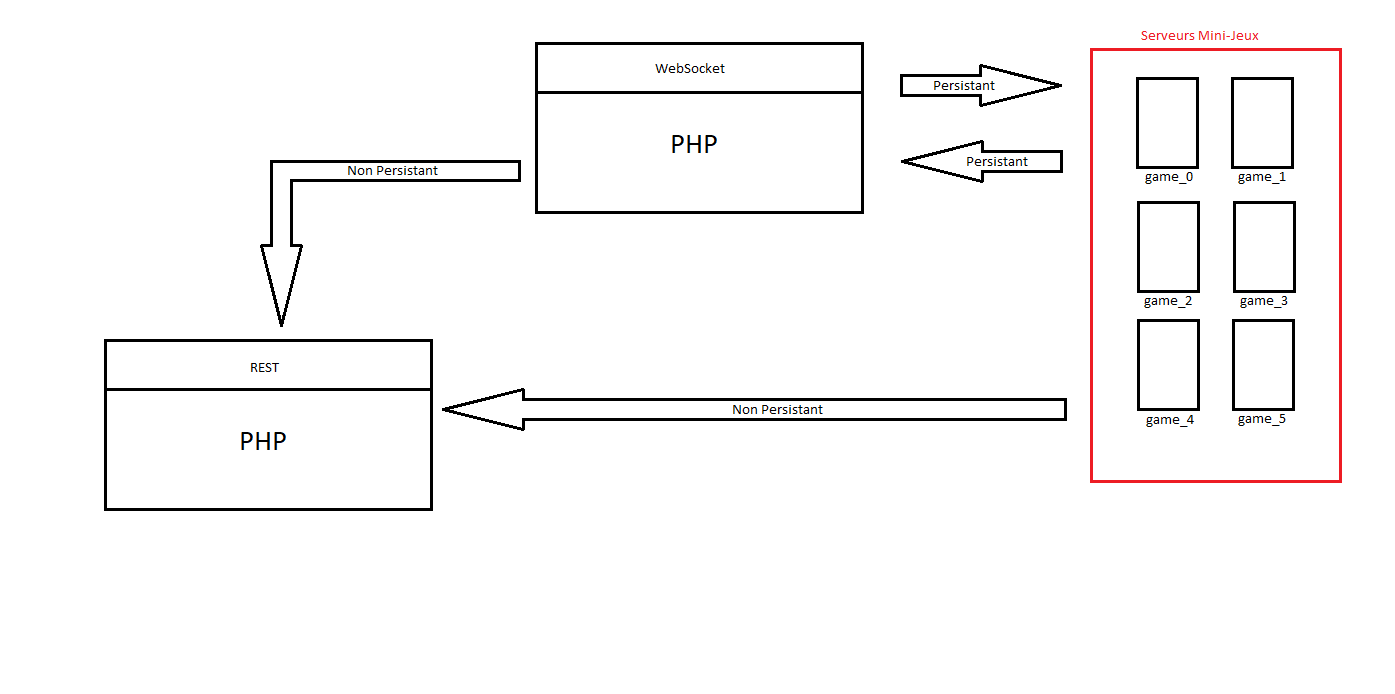 Serveurs Mini-Jeux
WebSocket
PHP
Persistant
Persistant
Non Persistant
game_0
game_1
game_2
game_3
game_4
game_5
REST
PHP
Non Persistant